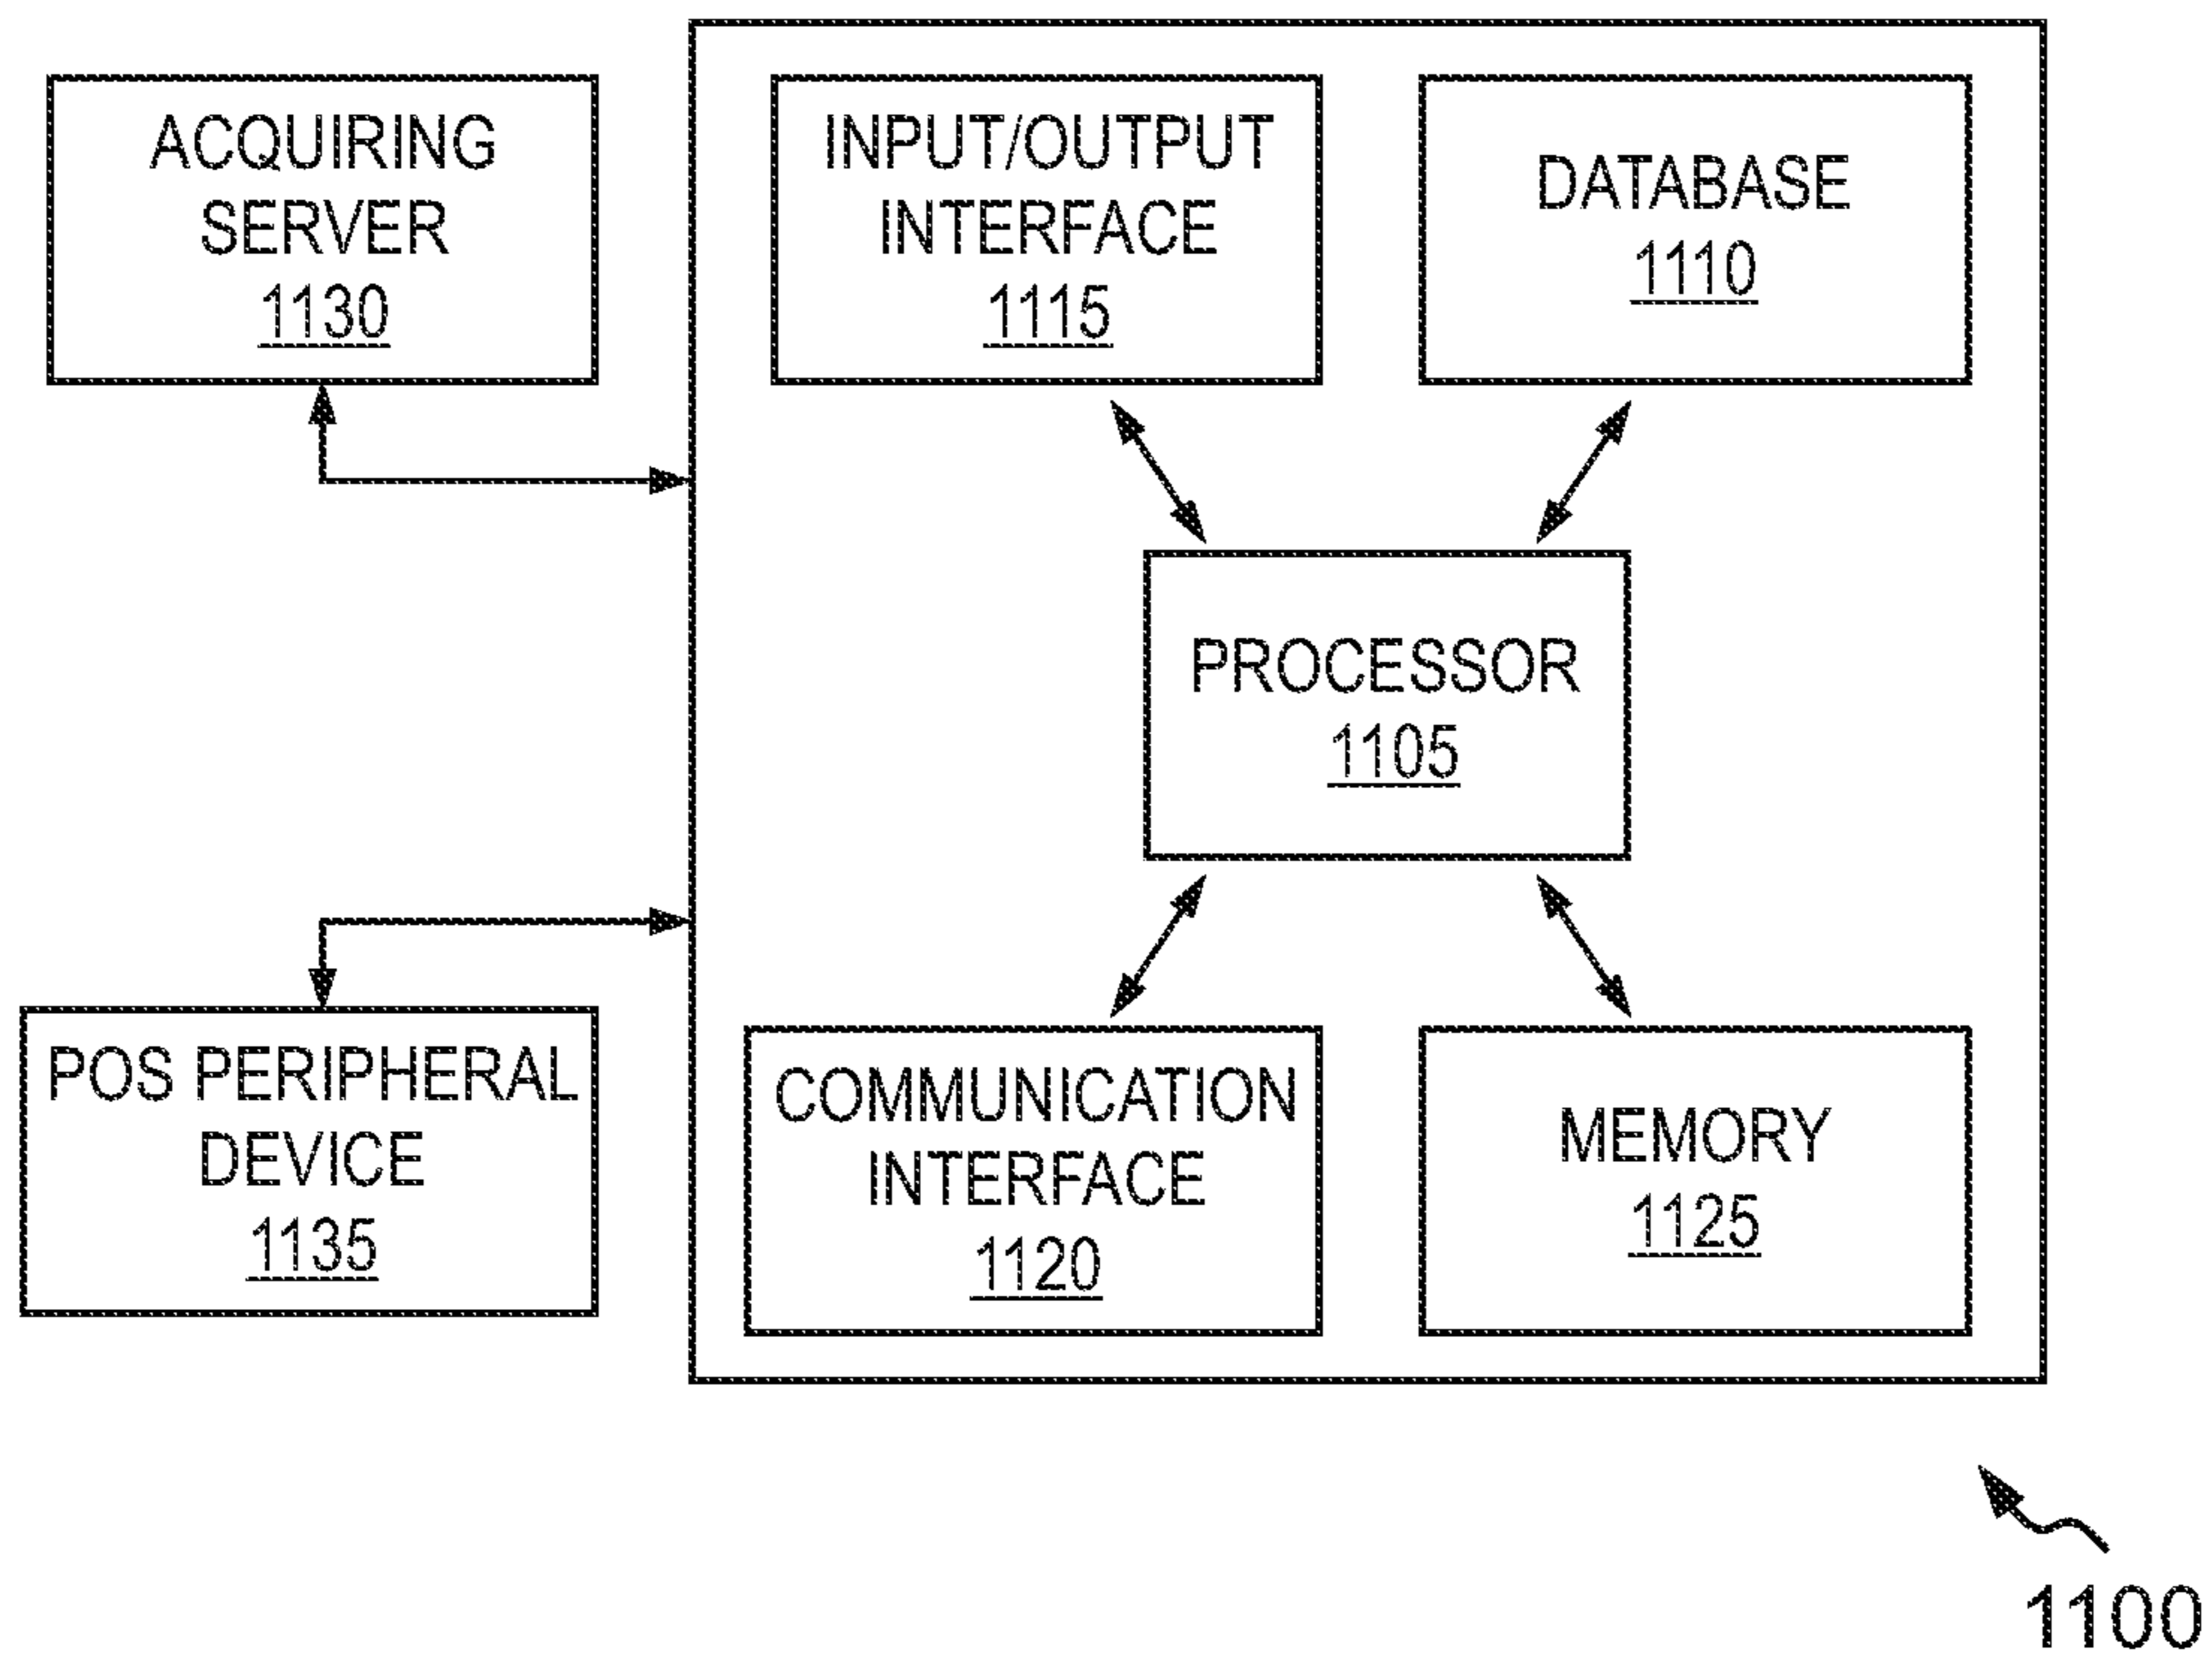 ACQUIRING
SERVER
1130
INPUT/OUTPUT
INTERFACE
1115
DATABASE
1110
PROCESSOR
1105
POS PERIPHERAL
DEVICE
1135
COMMUNICATION
INTERFACE
1120
MEMORY
1125
1100